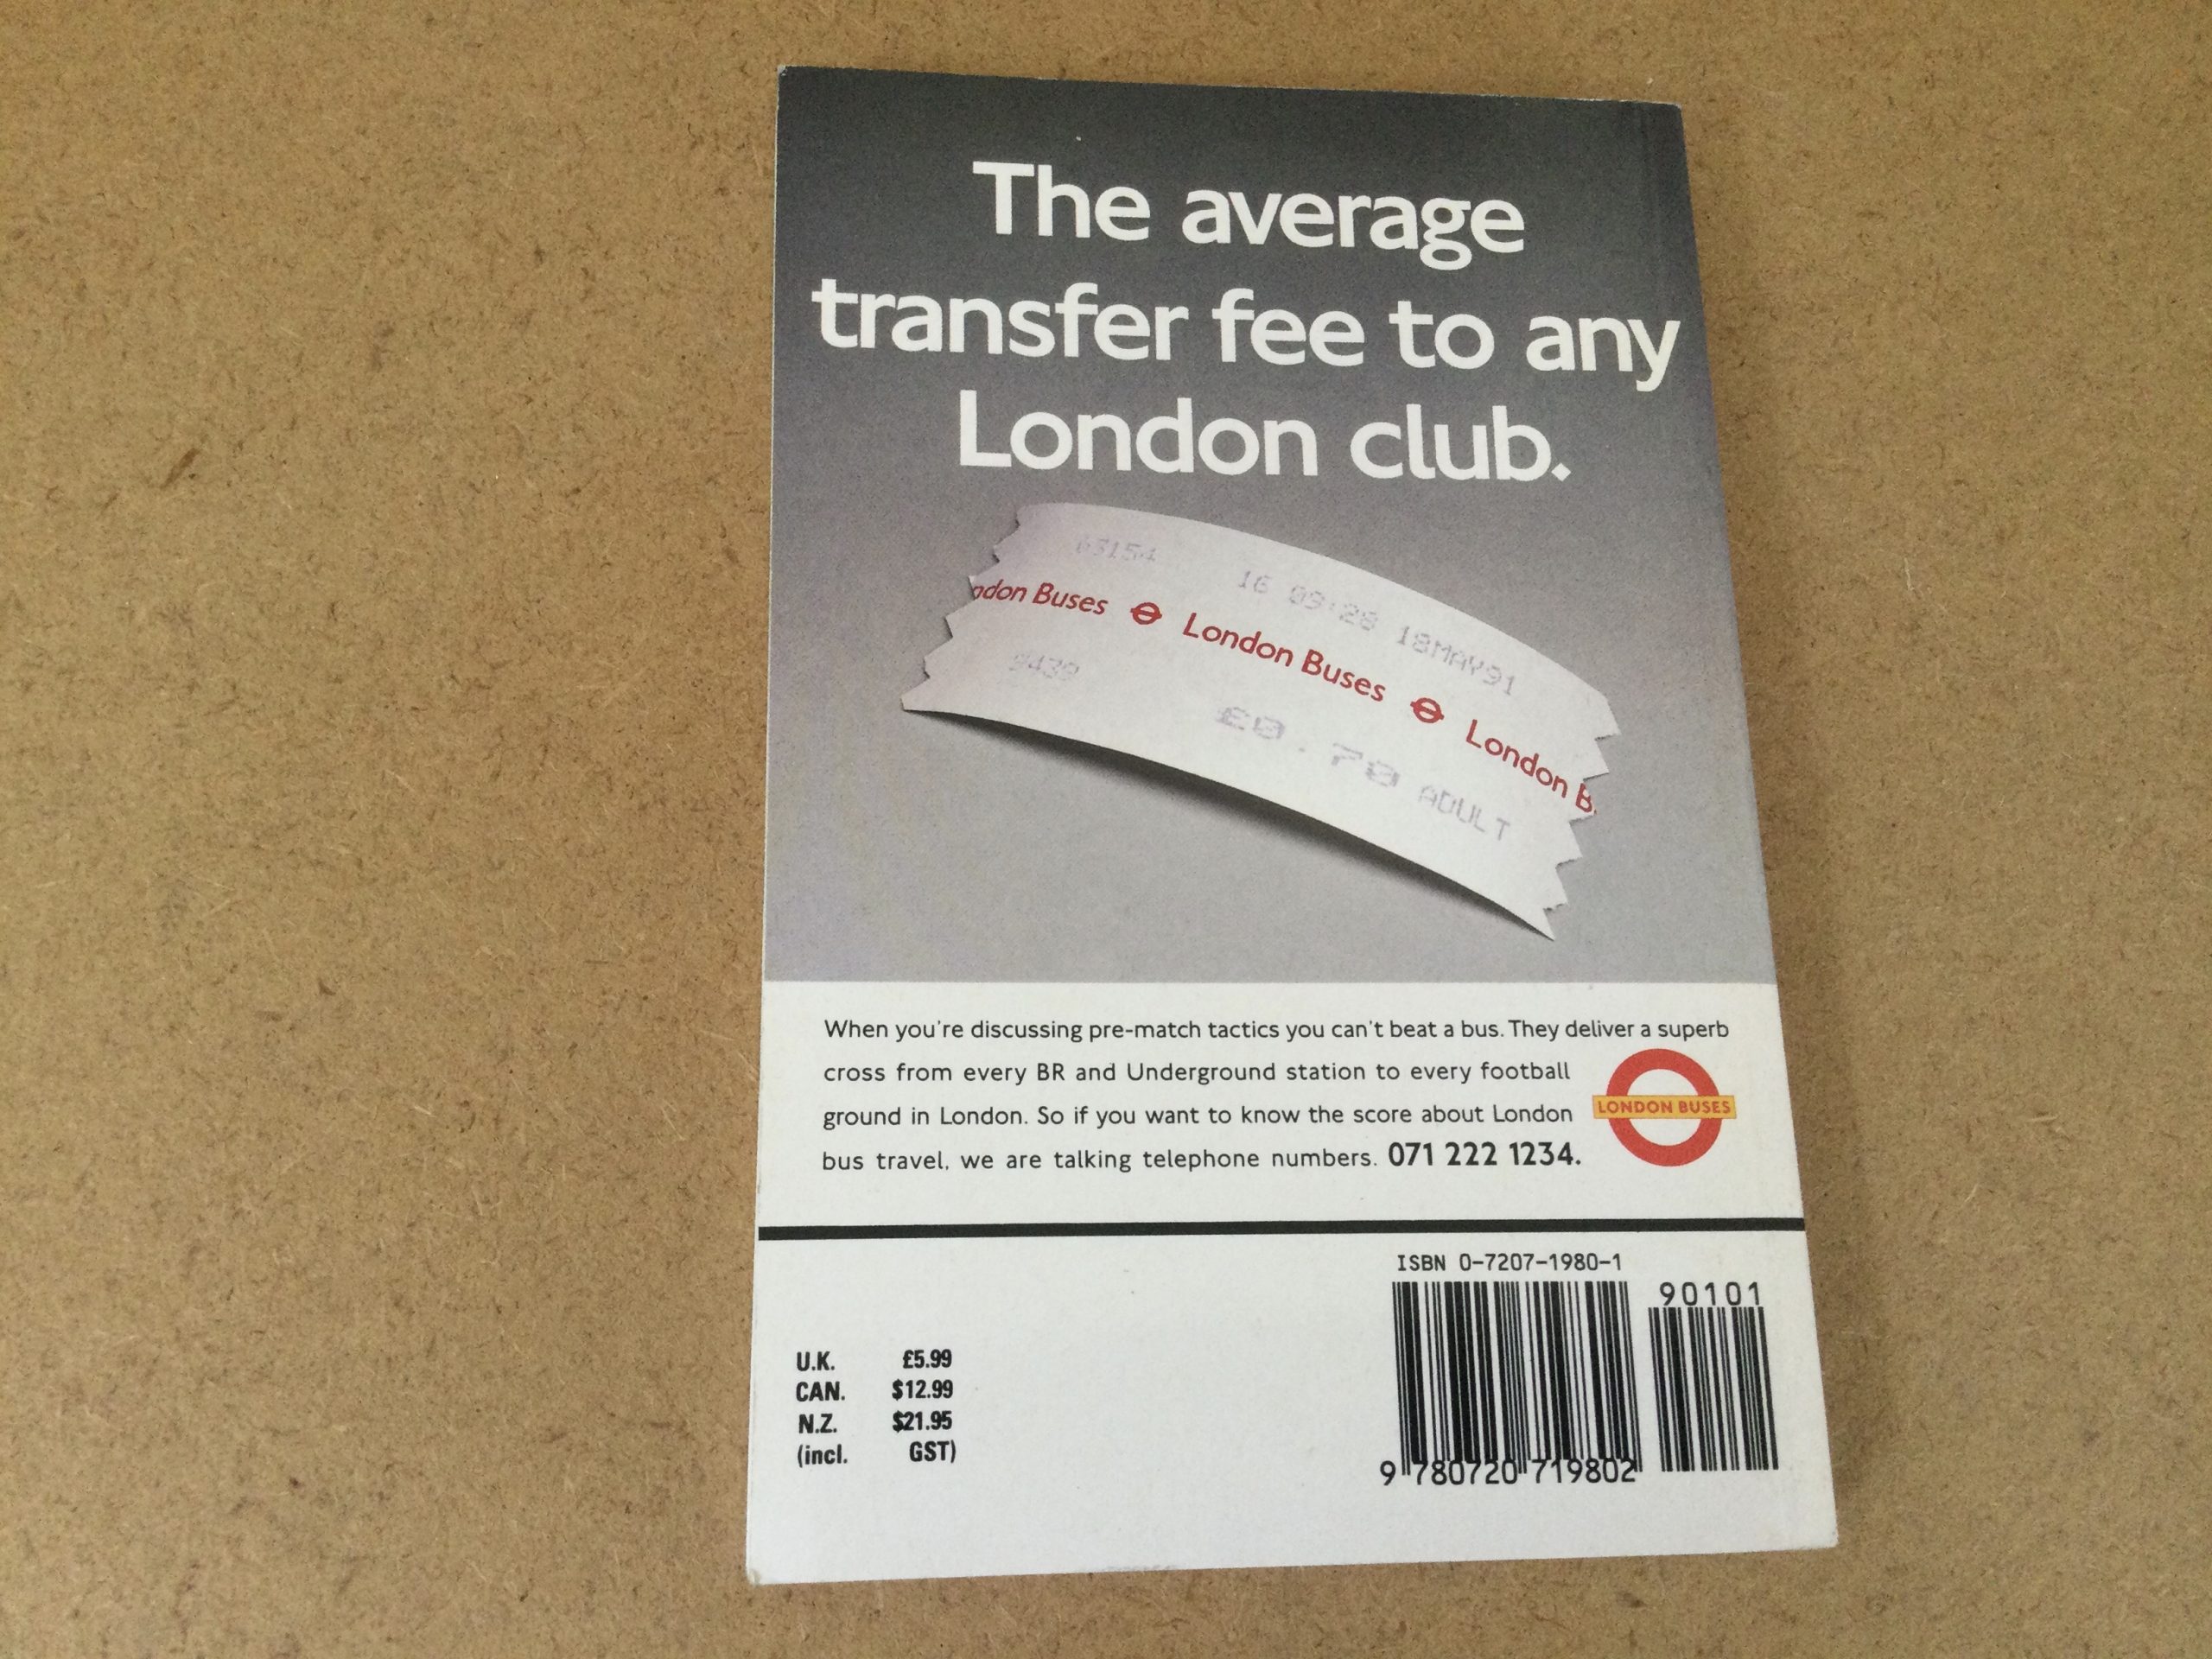 The average
transfer fee to any
London club.
63154 16 09:28 18MAY91
ndon Buses London Buses London B
9439
£0.70 ADULT
When you're discussing pre-match tactics you can't beat a bus. They deliver a superb
cross from every BR and Underground station to every football
ground in London. So if you want to know the score about London
bus travel, we are talking telephone numbers. 071 222 1234.
LONDON BUSES
ISBN 0-7207-1980-1
90101
9 780720 719802
U.K. £5.99
CAN. $12.99
N.Z. $21.95
(incl. GST)